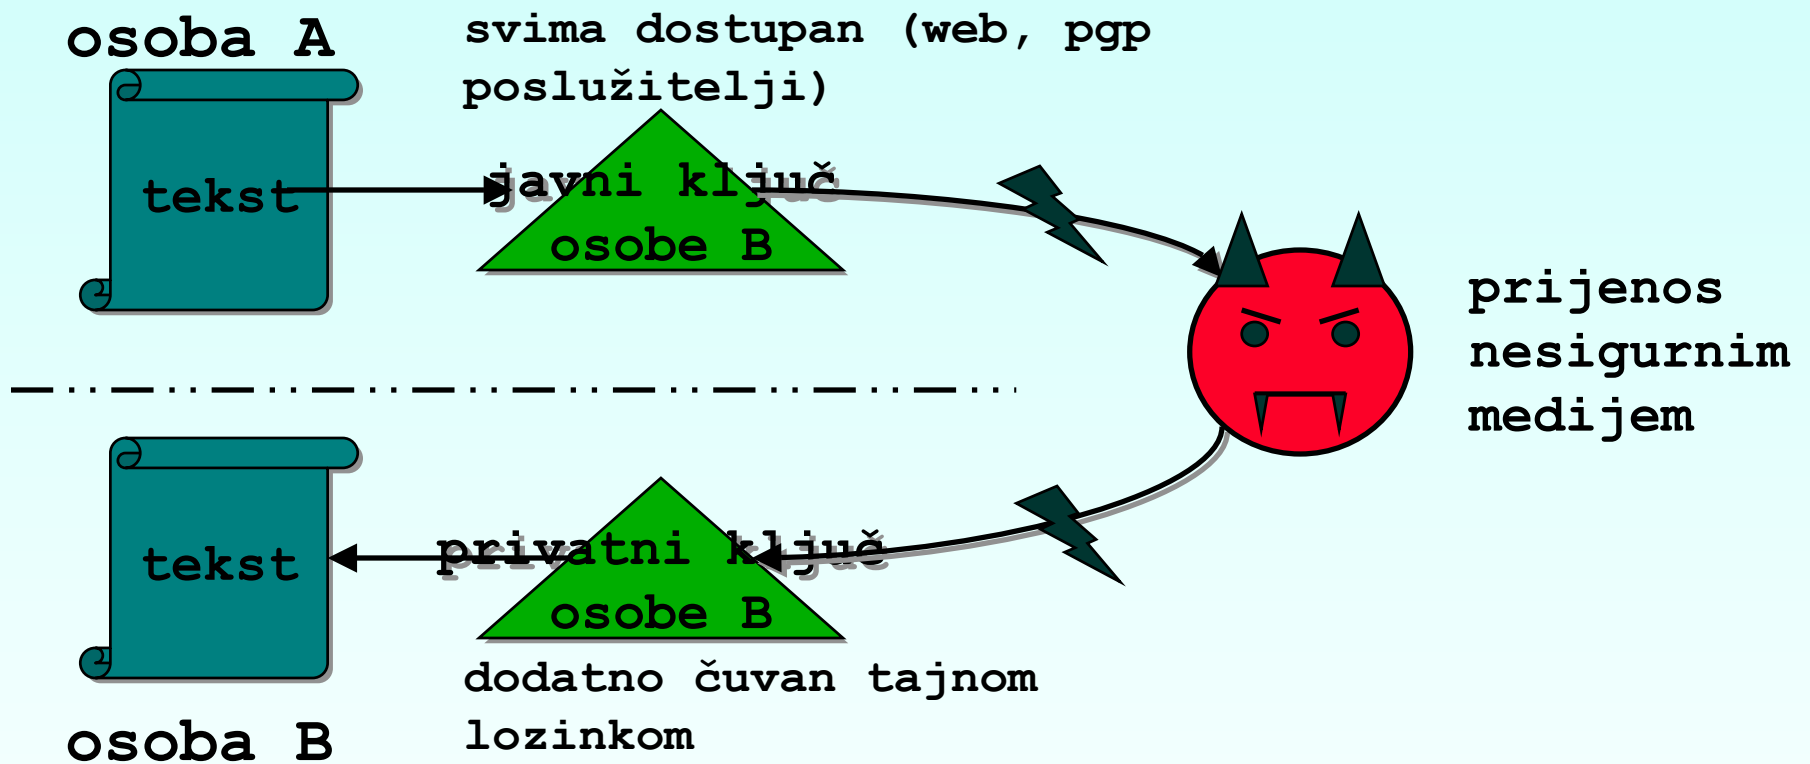 osoba A
svima dostupan (web, pgp
poslužitelji)
tekst
javni ključ
osobe B
prijenos
nesigurnim
medijem
tekst
privatni ključ
osobe B
dodatno čuvan tajnom
lozinkom
osoba B